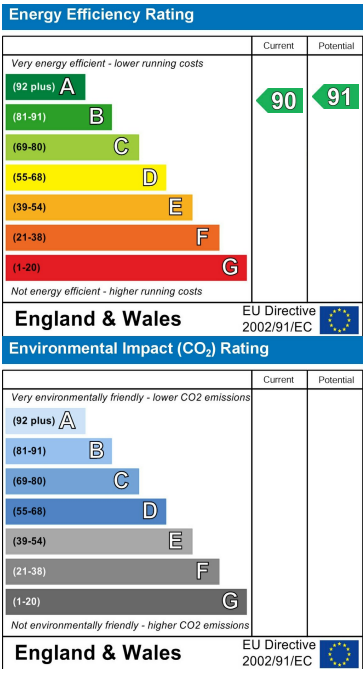 Energy Efficiency Rating
Current Potential
Very energy efficient - lower running costs
(92 plus) A
(81-91) B
(69-80) C
(55-68) D
(39-54) E
(21-38) F
(1-20) G
90 91
Not energy efficient - higher running costs
England & Wales
EU Directive
2002/91/EC
Environmental Impact (CO₂) Rating
Current Potential
Very environmentally friendly - lower CO2 emissions
(92 plus) A
(81-91) B
(69-80) C
(55-68) D
(39-54) E
(21-38) F
(1-20) G
Not environmentally friendly - higher CO2 emissions
England & Wales
EU Directive
2002/91/EC